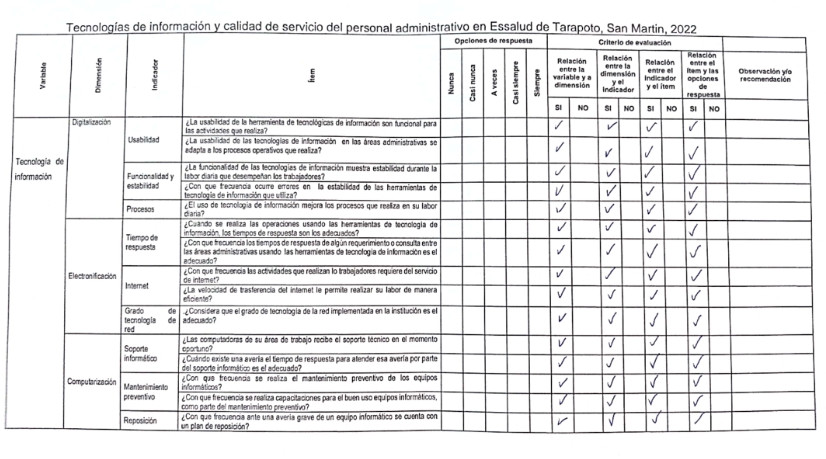 Tecnologías de información y calidad de servicio del personal administrativo en Essalud de Tarapoto, San Martin, 2022
Variable
Dimensión
Indicador
Ítem
Opciones de respuesta
Nunca
Casi nunca
A veces
Casi siempre
Siempre
Criterio de evaluación
Relación
entre la
variable y a
dimensión
Relación
entre la
dimensión
y el
indicador
Relación
entre el
Indicador
y el ítem
Relación
entre el
ítem y las
opciones
de
respuesta
Observación y/o
recomendación
SI NO SI NO SI NO SI NO
Tecnología de
información
Digitalización
Usabilidad
¿La usabilidad de la herramienta de tecnológicas de información son funcional para
las actividades que realiza?
¿La usabilidad de las tecnologías de información en las áreas administrativas se
adapta a los procesos operativos que realiza?
Funcionalidad y
estabilidad
¿La funcionalidad de las tecnologías de información muestra estabilidad durante la
labor diaria que desempeñan los trabajadores?
¿Con que frecuencia ocurre errores en la estabilidad de las herramientas de
tecnología de información que utiliza?
Procesos
¿El uso de tecnología de información mejora los procesos que realiza en su labor
diaria?
Electronificación
Tiempo de
respuesta
¿Cuándo se realiza las operaciones usando las herramientas de tecnología de
información, los tiempos de respuesta son los adecuados?
¿Con que frecuencia los tiempos de respuesta de algún requerimiento o consulta entre
las áreas administrativas usando las herramientas de tecnología de información es el
adecuado?
Internet
¿Con que frecuencia las actividades que realizan lo trabajadores requiere del servicio
de internet?
¿La velocidad de trasferencia del internet le permite realizar su labor de manera
eficiente?
Grado de
tecnología de
red
¿Considera que el grado de tecnología de la red implementada en la institución es el
adecuado?
Computarización
Soporte
informático
¿Las computadoras de su área de trabajo recibe el soporte técnico en el momento
oportuno?
¿Cuándo existe una avería el tiempo de respuesta para atender esa avería por parte
del soporte informático es el adecuado?
Mantenimiento
preventivo
¿Con que frecuencia se realiza el mantenimiento preventivo de los equipos
informáticos?
¿Con que frecuencia se realiza capacitaciones para el buen uso equipos informáticos,
como parte del mantenimiento preventivo?
Reposición
¿Con que frecuencia ante una avería grave de un equipo informático se cuenta con
un plan de reposición?